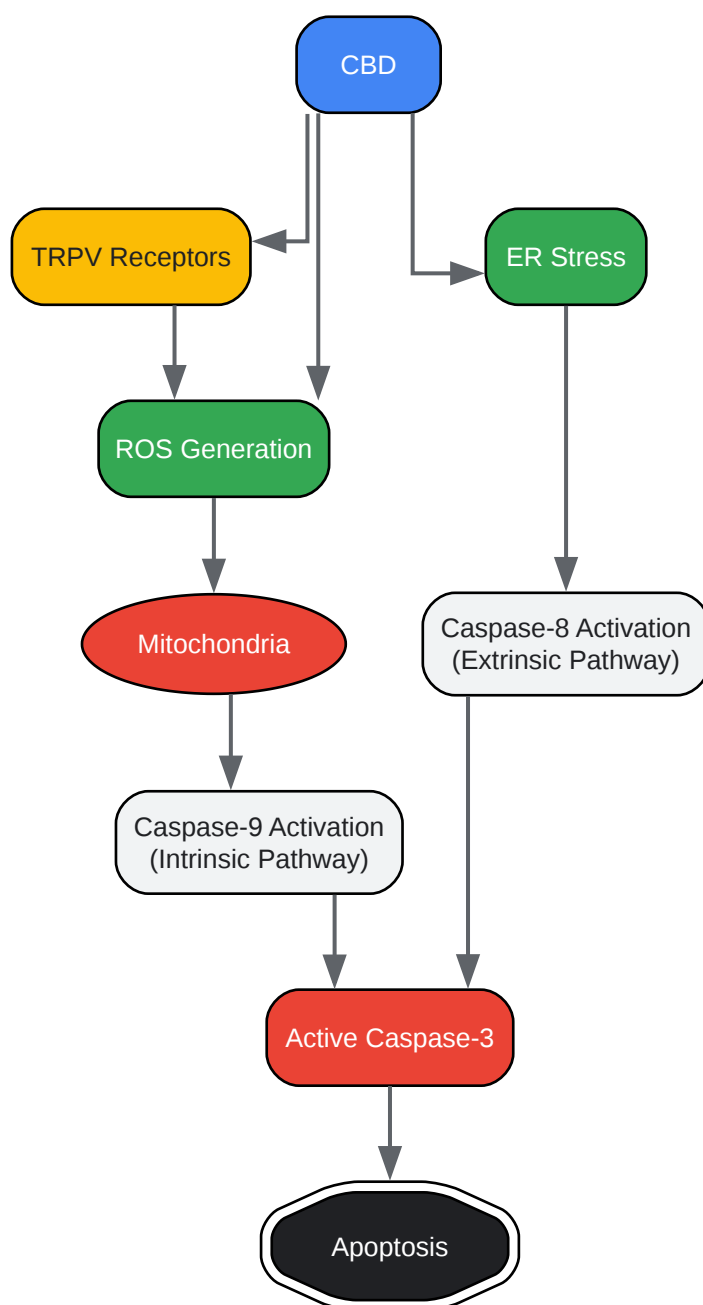 CBD
TRPV Receptors
ER Stress
ROS Generation
Mitochondria
Caspase-8 Activation
(Extrinsic Pathway)
Caspase-9 Activation
(Intrinsic Pathway)
Active Caspase-3
Apoptosis